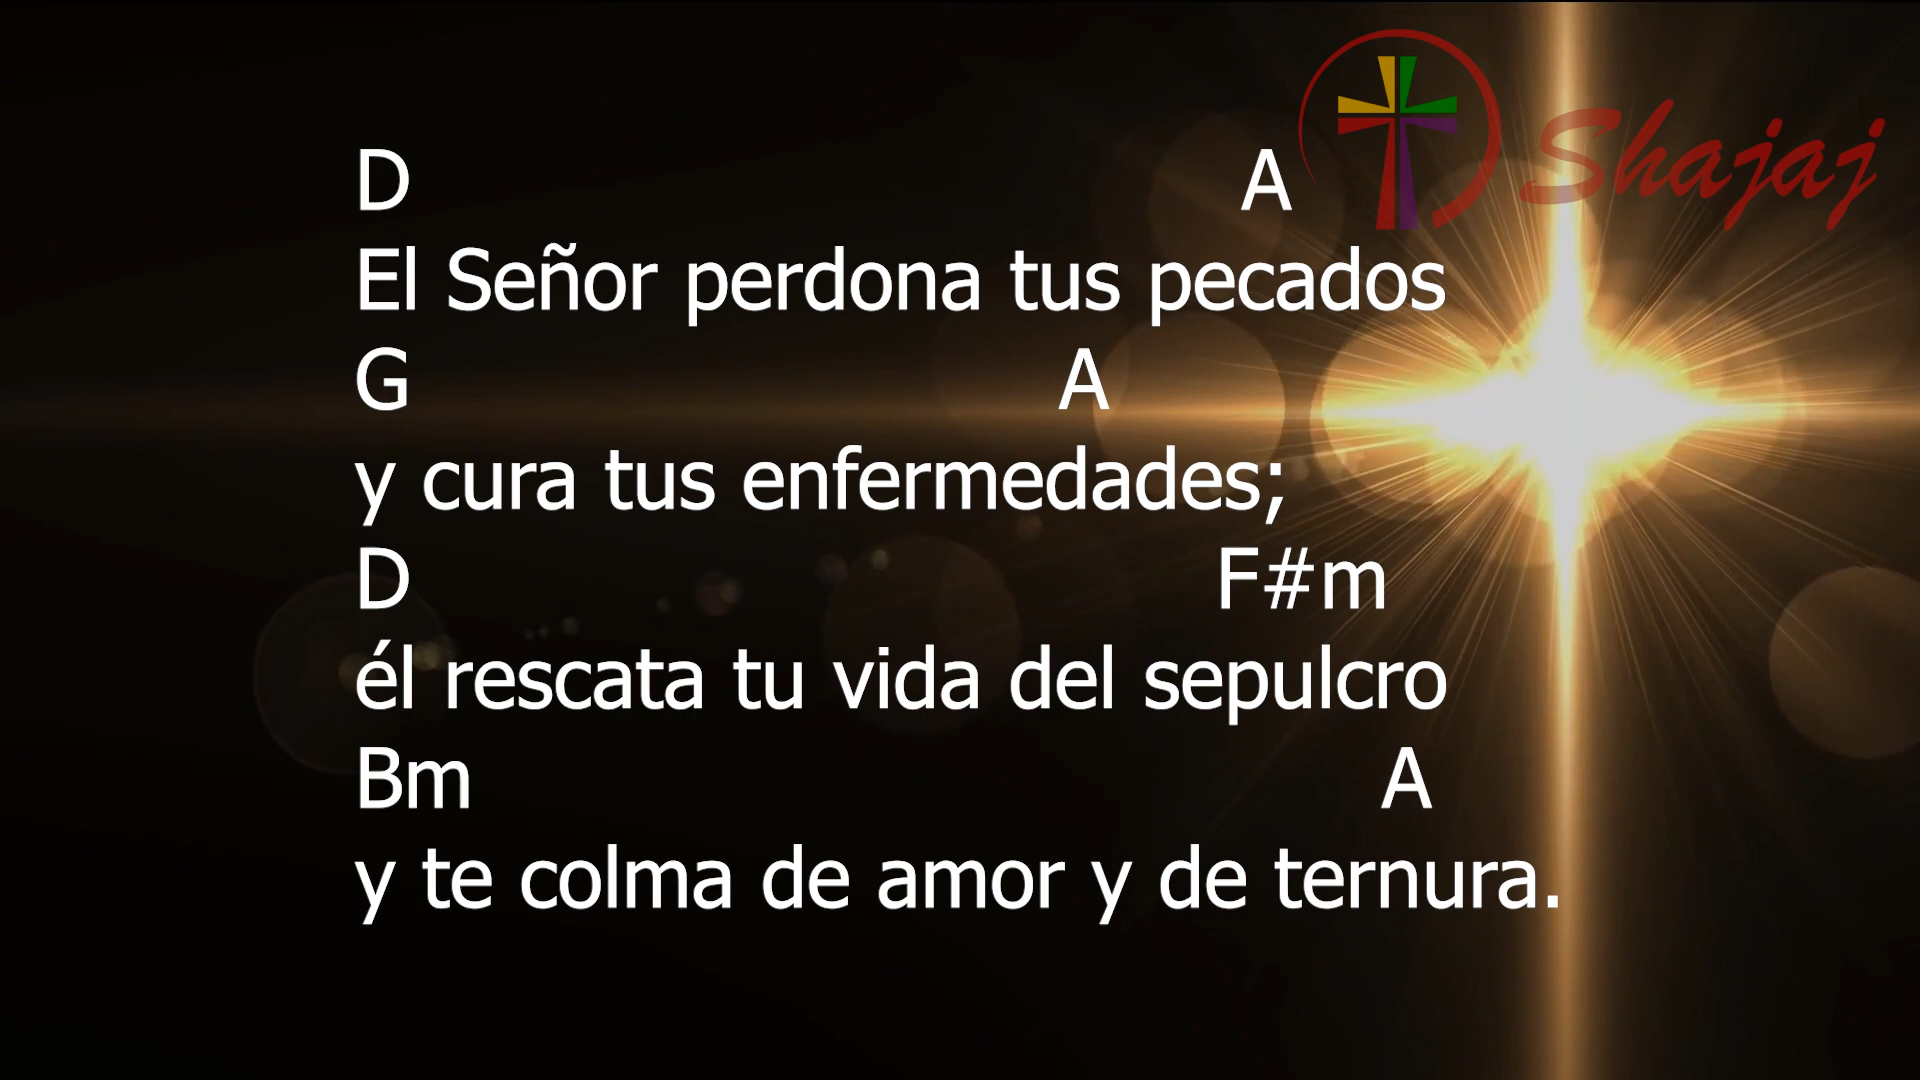 D A
Shajaj
El Señor perdona tus pecados
G A
y cura tus enfermedades;
D F#m
él rescata tu vida del sepulcro
Bm A
y te colma de amor y de ternura.